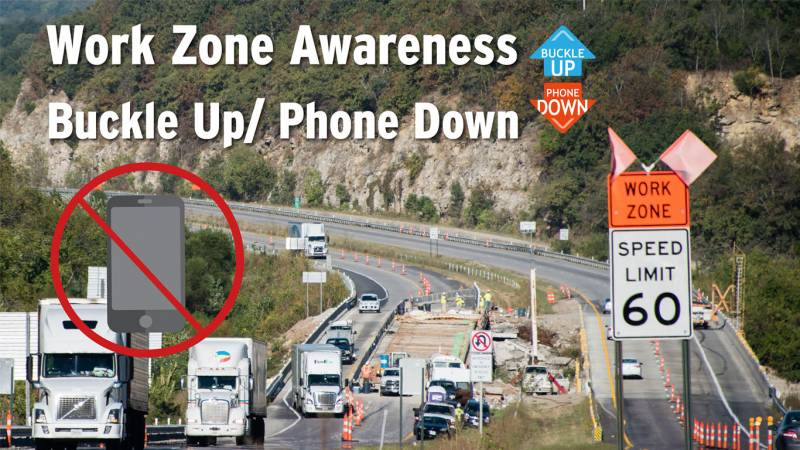 Work Zone Awareness
Buckle Up/ Phone Down
BUCKLE
UP
PHONE
DOWN
WORK
ZONE
SPEED
LIMIT
60